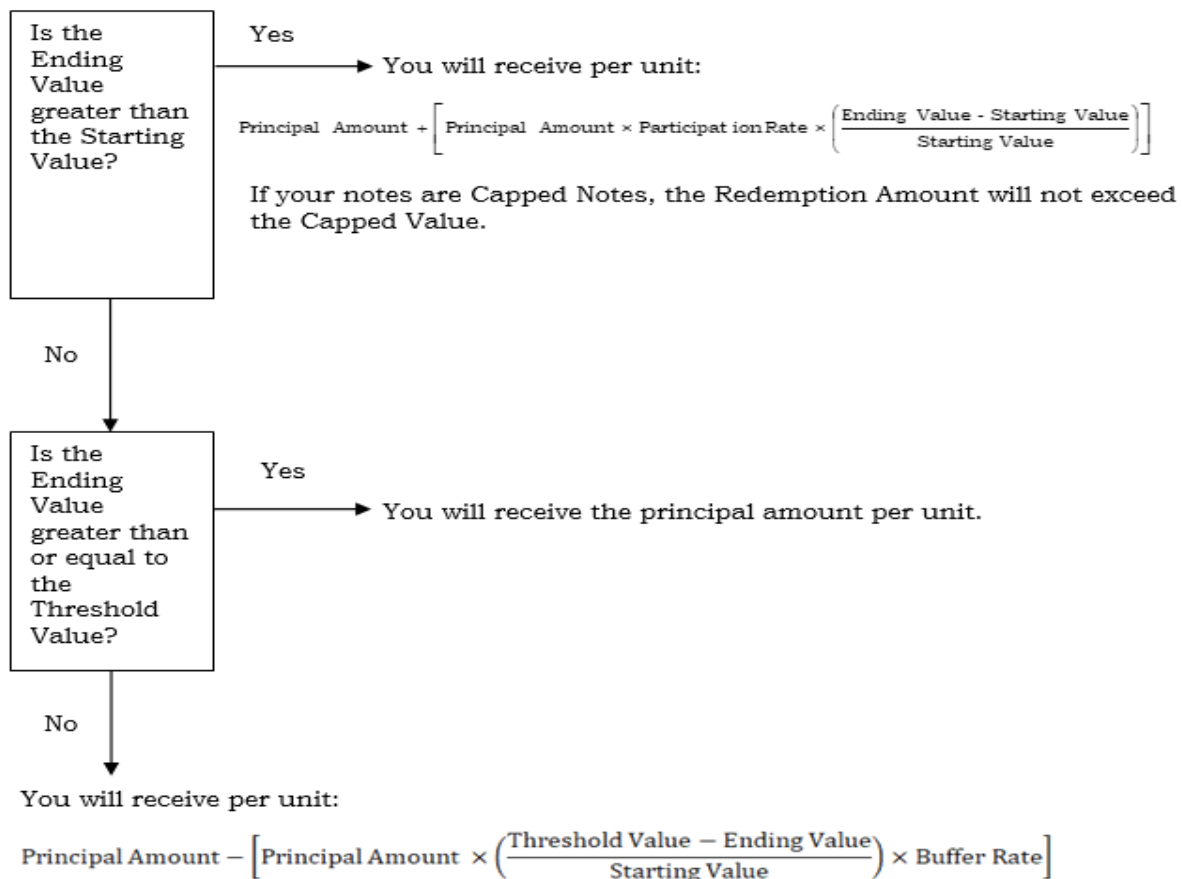 Is the
Ending
Value
greater than
the Starting
Value?
Yes
You will receive per unit:
Principal Amount + [Principal Amount × Participat ion Rate × (Ending Value - Starting Value
Starting Value)]
If your notes are Capped Notes, the Redemption Amount will not exceed
the Capped Value.
No
Is the
Ending
Value
greater than
or equal to
the
Threshold
Value?
Yes
You will receive the principal amount per unit.
No
You will receive per unit:
Principal Amount − [Principal Amount × (Threshold Value − Ending Value
Starting Value) × Buffer Rate]